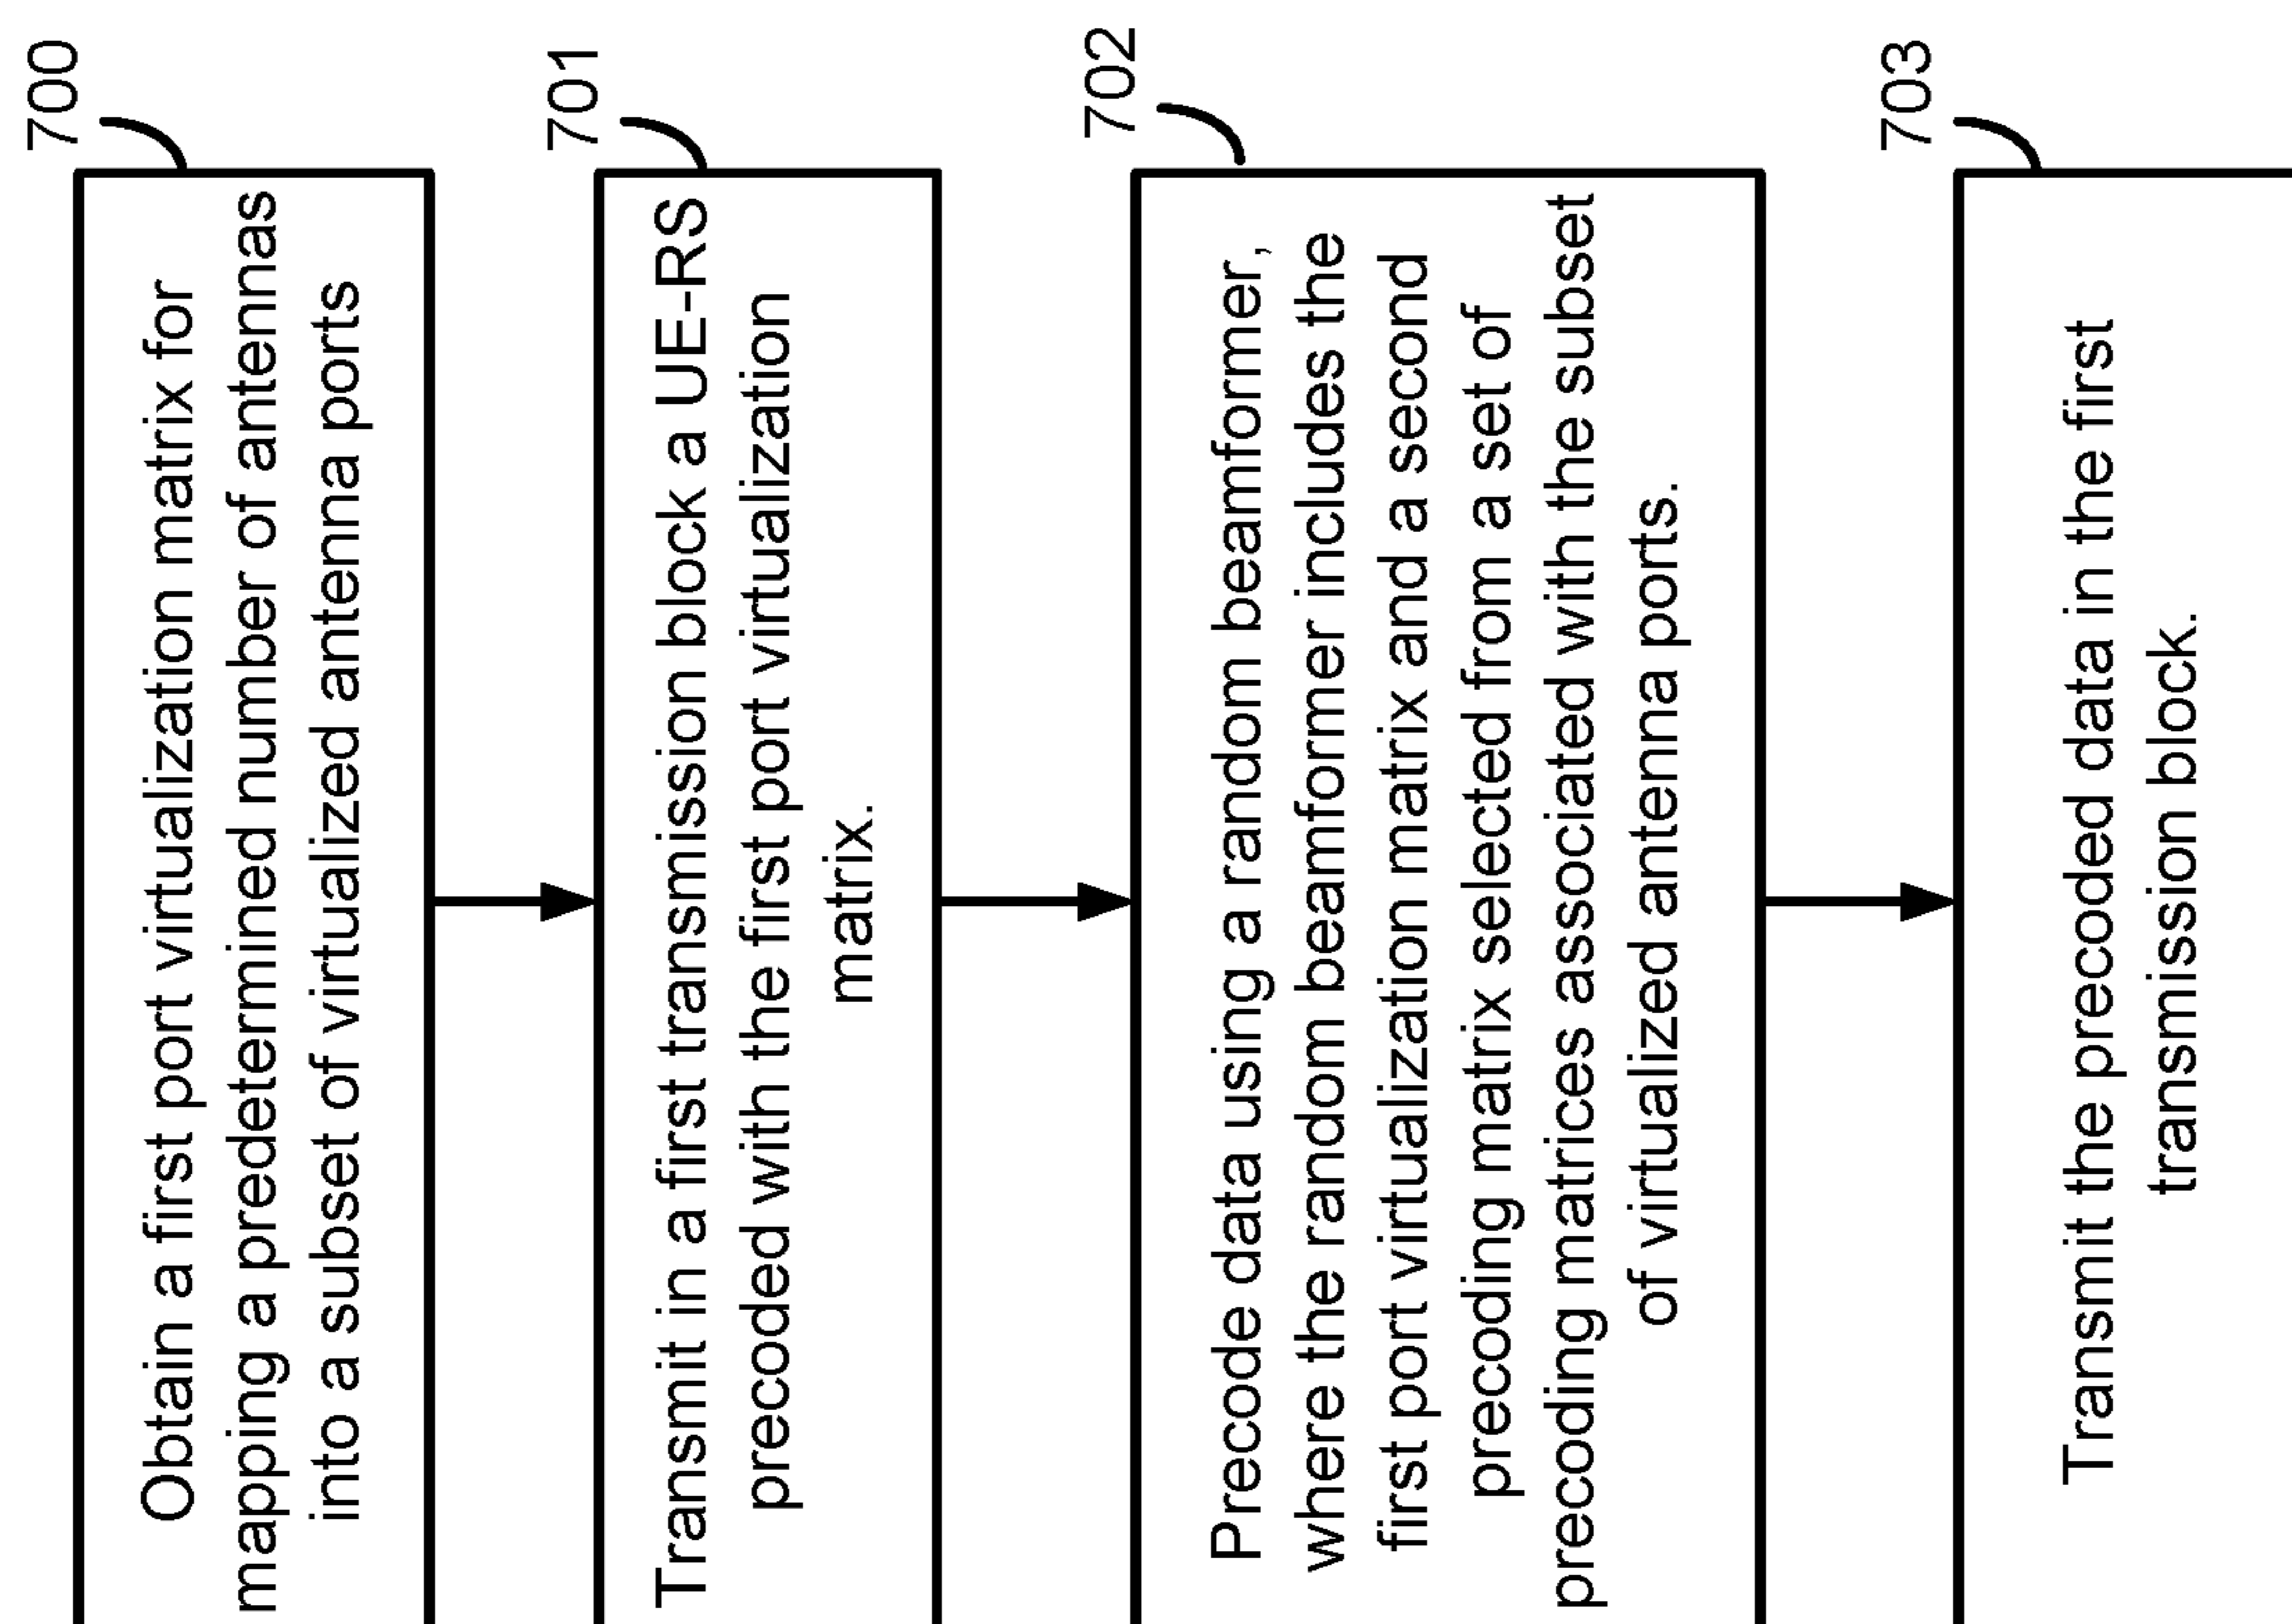 700
Obtain a first port virtualization matrix for
mapping a predetermined number of antennas
into a subset of virtualized antenna ports
701
Transmit in a first transmission block a UE-RS
precoded with the first port virtualization
matrix.
702
Precode data using a random beamformer,
where the random beamformer includes the
first port virtualization matrix and a second
precoding matrix selected from a set of
precoding matrices associated with the subset
of virtualized antenna ports.
703
Transmit the precoded data in the first
transmission block.